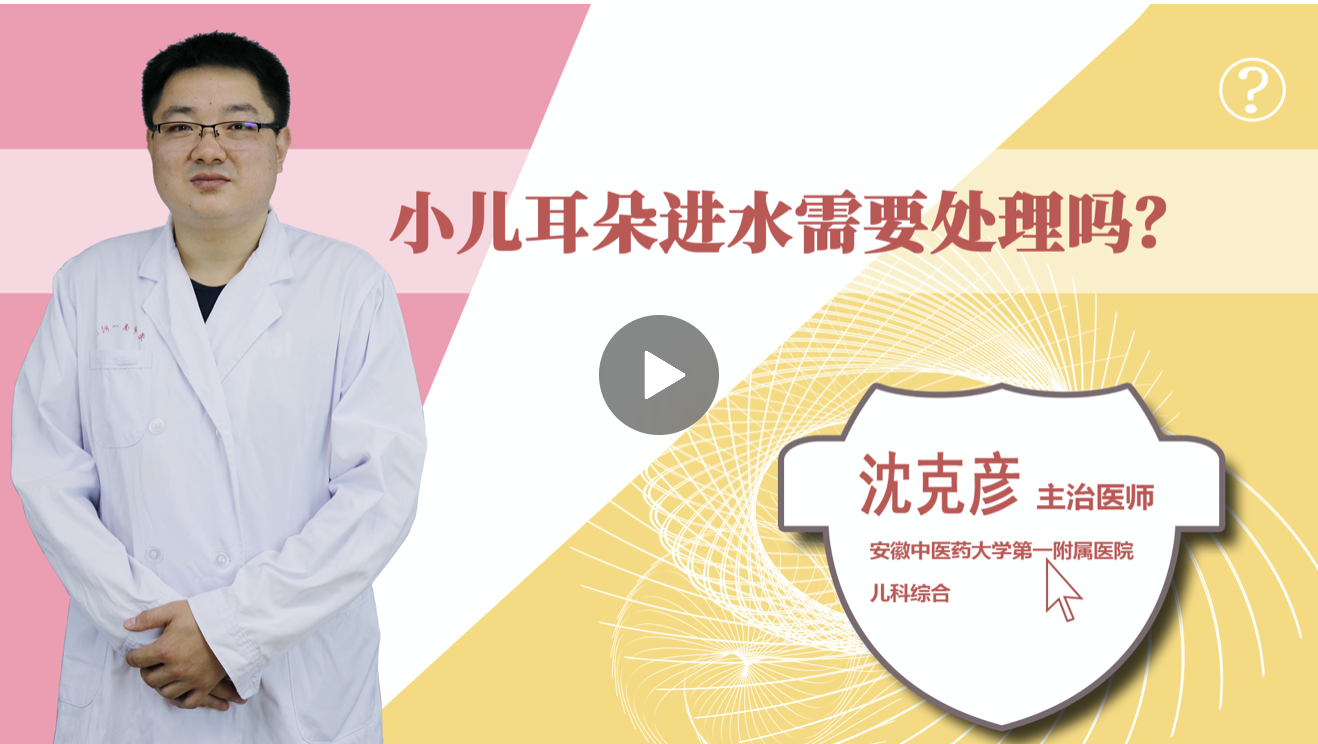 小儿耳朵进水需要处理吗?
沈克彦 主治医师
安徽中医药大学第一附属医院
儿科综合
?